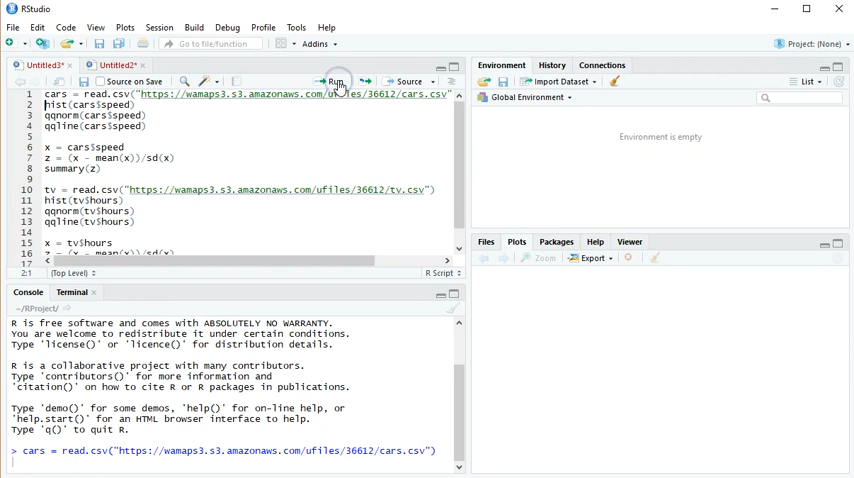 RStudio
File Edit Code View Plots Session Build Debug Profile Tools Help
Go to file/function Addins Project: (None)
Untitled3* Untitled2*
Source on Save Run Source
1 cars = read.csv("https://wamaps3.s3.amazonaws.com/ufiles/36612/cars.csv"
2 hist(cars$speed)
3 qqnorm(cars$speed)
4 qqline(cars$speed)
5
6 x = cars$speed
7 z = (x - mean(x))/sd(x)
8 summary(z)
9
10 tv = read.csv("https://wamaps3.s3.amazonaws.com/ufiles/36612/tv.csv")
11 hist(tv$hours)
12 qqnorm(tv$hours)
13 qqline(tv$hours)
14
15 x = tv$hours
16 z = (x - mean(x))/sd(x)
17
2:1 (Top Level) R Script
Console Terminal
~/RProject/
R is free software and comes with ABSOLUTELY NO WARRANTY.
You are welcome to redistribute it under certain conditions.
Type 'license()' or 'licence()' for distribution details.
R is a collaborative project with many contributors.
Type 'contributors()' for more information and
'citation()' on how to cite R or R packages in publications.
Type 'demo()' for some demos, 'help()' for on-line help, or
'help.start()' for an HTML browser interface to help.
Type 'q()' to quit R.
> cars = read.csv("https://wamaps3.s3.amazonaws.com/ufiles/36612/cars.csv")
Environment History Connections
Import Dataset List
Global Environment
Environment is empty
Files Plots Packages Help Viewer
Zoom Export